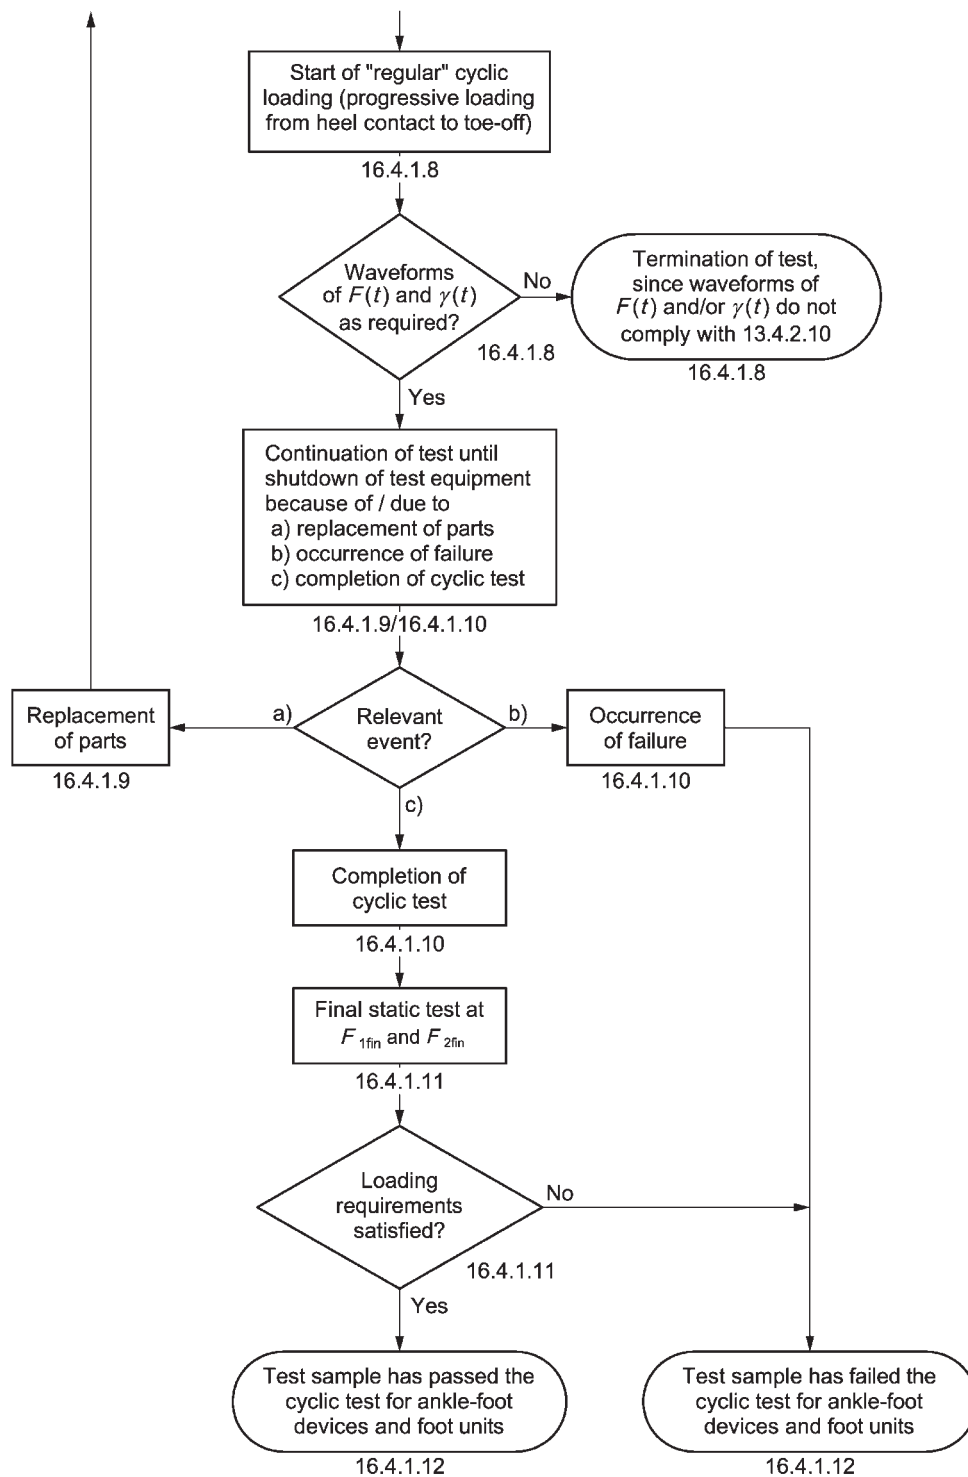 Start of "regular" cyclic
loading (progressive loading
from heel contact to toe-off)
16.4.1.8
Waveforms
of F(t) and γ(t)
as required?
No
16.4.1.8
Termination of test,
since waveforms of
F(t) and/or γ(t) do not
comply with 13.4.2.10
16.4.1.8
Yes
Continuation of test until
shutdown of test equipment
because of / due to
a) replacement of parts
b) occurrence of failure
c) completion of cyclic test
16.4.1.9/16.4.1.10
Replacement
of parts
16.4.1.9
a)
Relevant
event?
b)
Occurrence
of failure
16.4.1.10
c)
Completion of
cyclic test
16.4.1.10
Final static test at
F 1fin and F 2fin
16.4.1.11
Loading
requirements
satisfied?
No
16.4.1.11
Yes
Test sample has passed the
cyclic test for ankle-foot
devices and foot units
16.4.1.12
Test sample has failed the
cyclic test for ankle-foot
devices and foot units
16.4.1.12